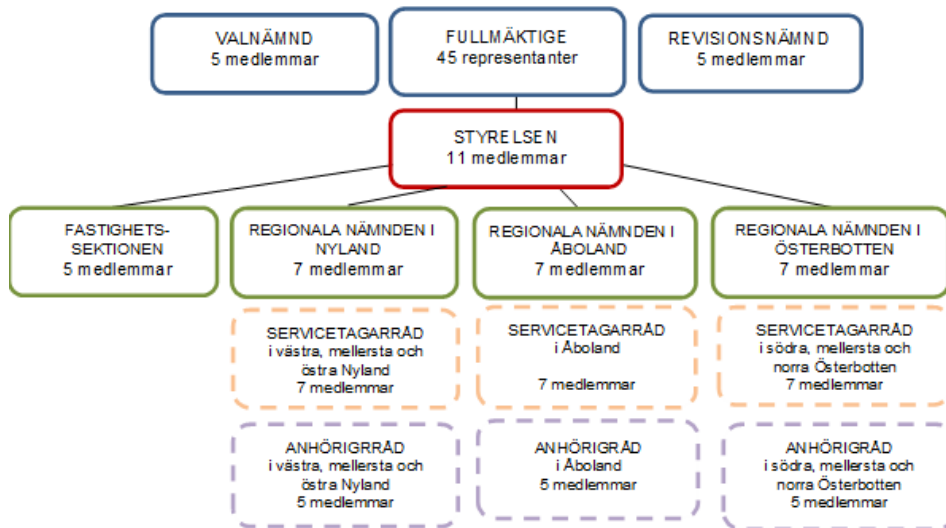 VALNÄMND
5 medlemmar
FULLMÄKTIGE
45 representanter
REVISIONSNÄMND
5 medlemmar
STYRELSEN
11 medlemmar
FASTIGHETS-
SEKTIONEN
5 medlemmar
REGIONALA NÄMNDEN I
NYLAND
7 medlemmar
REGIONALA NÄMNDEN I
ÅBOLAND
7 medlemmar
REGIONALA NÄMNDEN I
ÖSTERBOTTEN
7 medlemmar
SERVICETAGARRÅD
i västra, mellersta och
östra Nyland
7 medlemmar
SERVICETAGARRÅD
i Åboland
7 medlemmar
SERVICETAGARRÅD
i södra, mellersta och
norra Österbotten
7 medlemmar
ANHÖRIGRRÅD
i västra, mellersta och
östra Nyland
5 medlemmar
ANHÖRIGRÅD
i Åboland
5 medlemmar
ANHÖRIGRÅD
i södra, mellersta och
norra Österbotten
5 medlemmar